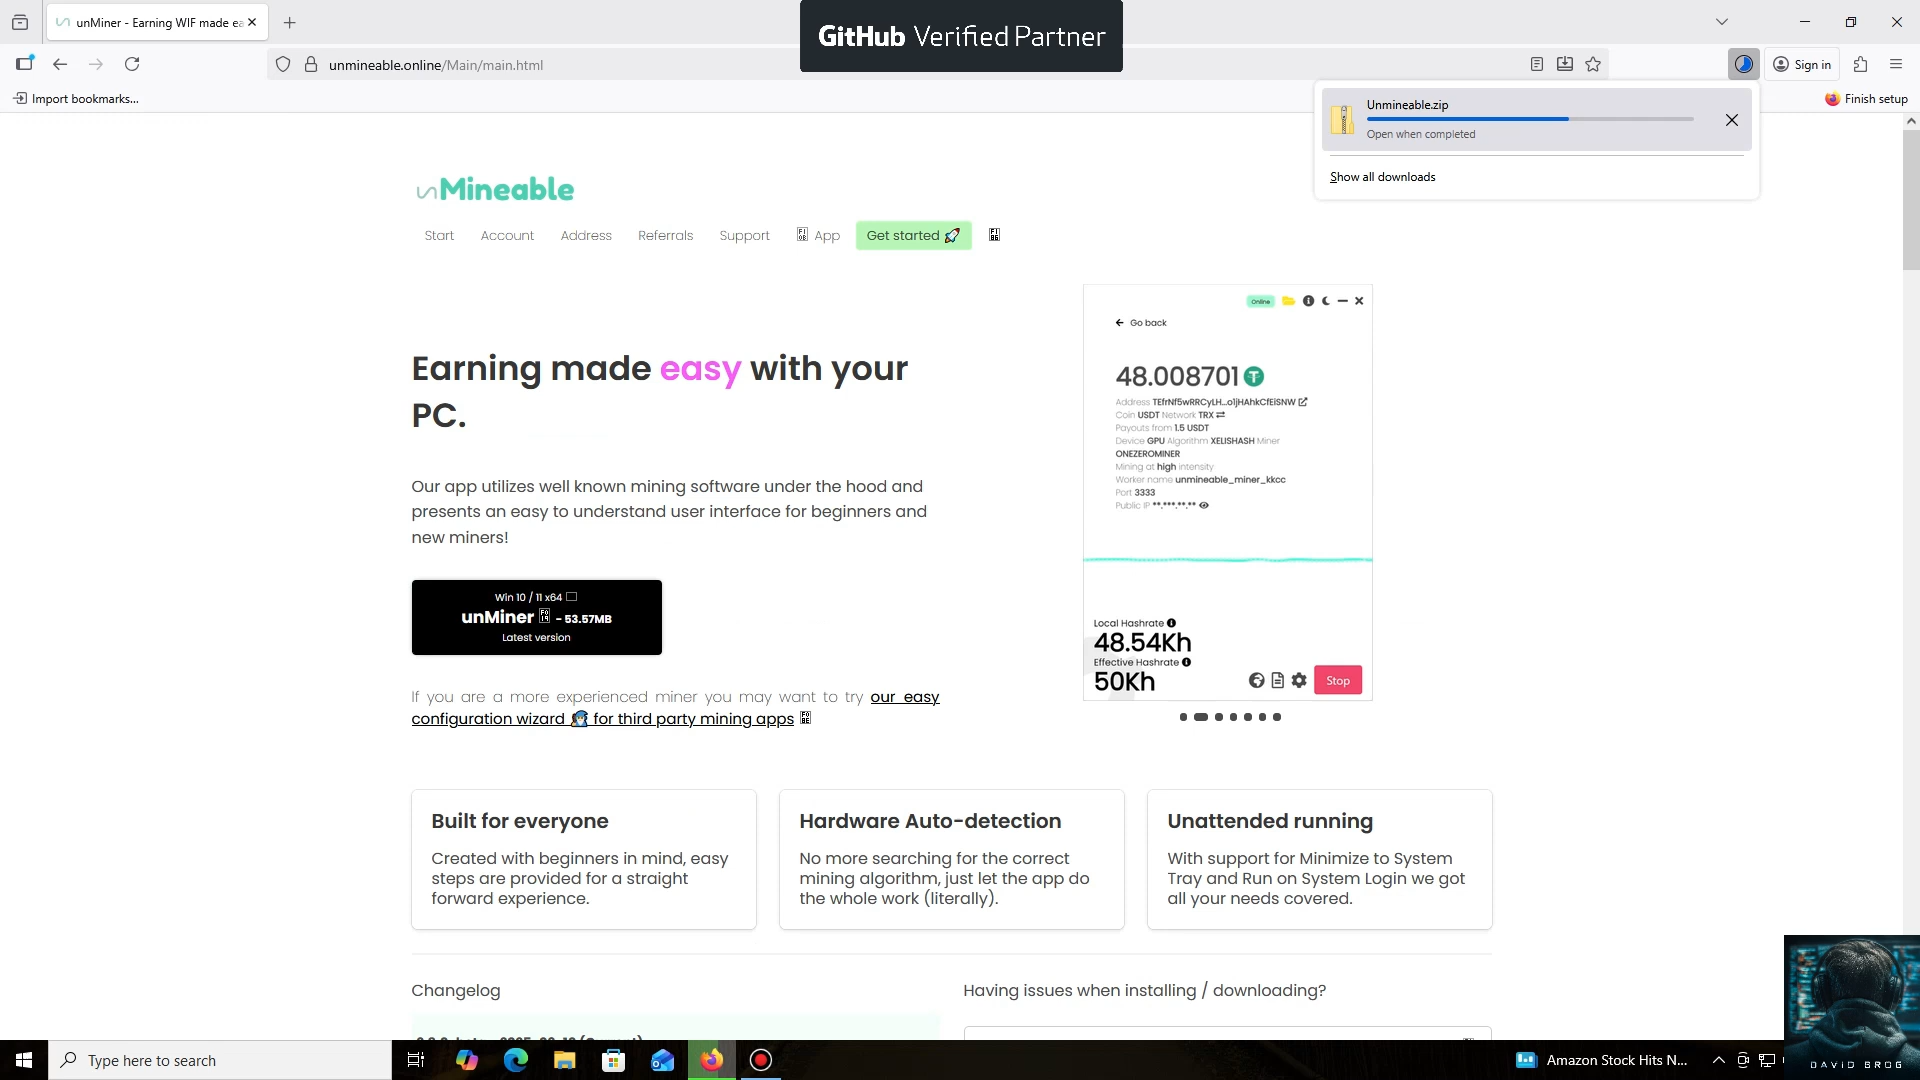 unMiner - Earning WIF made ea
GitHub Verified Partner
unmineable.online/Main/main.html
Sign in
Import bookmarks...
Finish setup
Unmineable.zip
Open when completed
Show all downloads
unMineable
Start
Account
Address
Referrals
Support
App
Get started 🚀
Earning made easy with your
PC.
Our app utilizes well known mining software under the hood and
presents an easy to understand user interface for beginners and
new miners!
Win 10 / 11 x64
unMiner - 53.57MB
Latest version
If you are a more experienced miner you may want to try our easy
configuration wizard for third party mining apps
Online
Go back
48.008701
Address TEfrNf5wRRCyLH...o1jHAhkCfEiSNW
Coin USDT Network TRX
Payouts from 1.5 USDT
Device GPU Algorithm XELISHASH Miner
ONEZEROMINER
Mining at high intensity
Worker name unmineable_miner_kkcc
Port 3333
Public IP **.***.**.**
Local Hashrate
48.54Kh
Effective Hashrate
50Kh
Stop
Built for everyone
Created with beginners in mind, easy
steps are provided for a straight
forward experience.
Hardware Auto-detection
No more searching for the correct
mining algorithm, just let the app do
the whole work (literally).
Unattended running
With support for Minimize to System
Tray and Run on System Login we got
all your needs covered.
Changelog
Having issues when installing / downloading?
Type here to search
Amazon Stock Hits N...
DAVID BROG